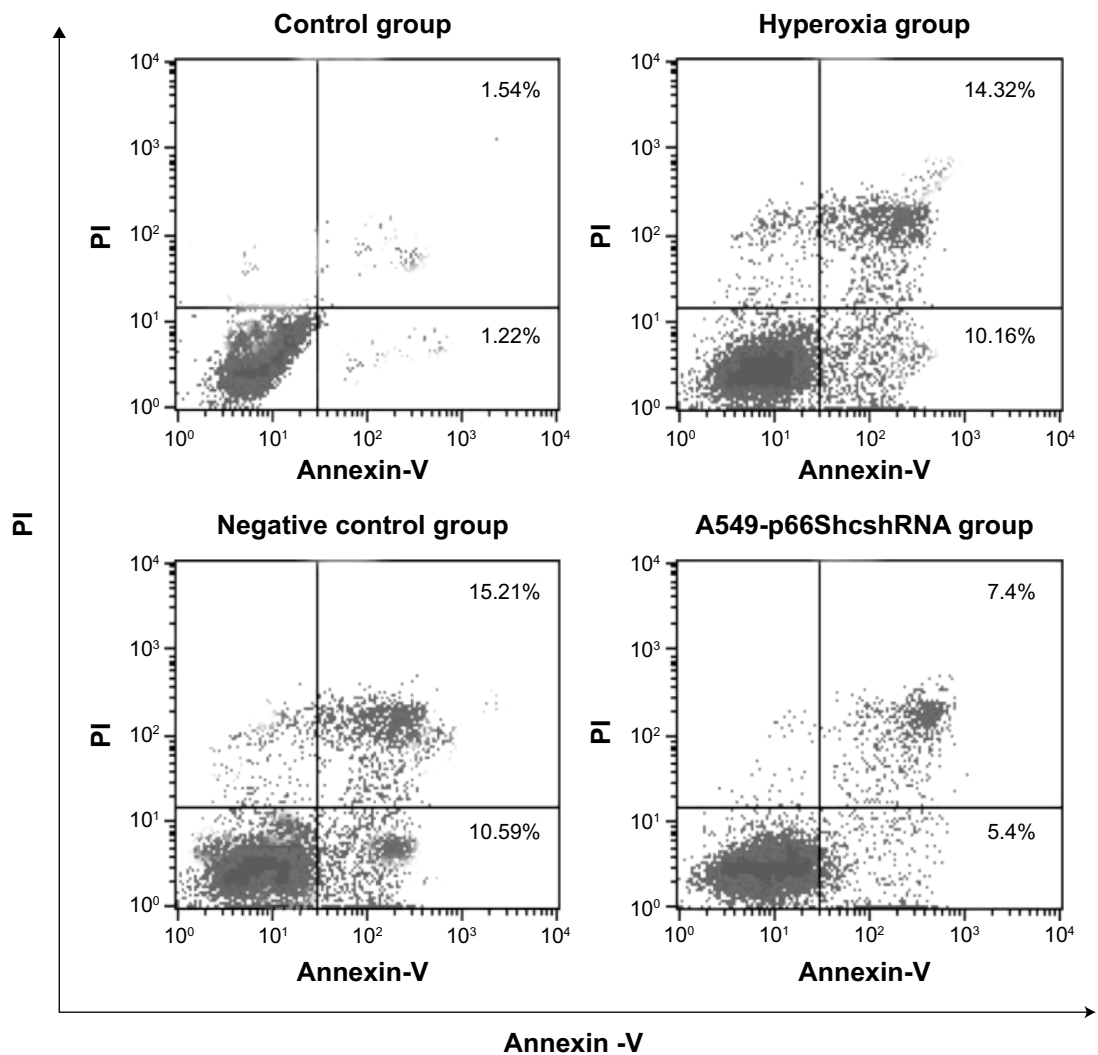 Control group
Hyperoxia group
10⁴
10³
10²
10¹
10⁰
PI
1.54%
1.22%
10⁰ 10¹ 10² 10³ 10⁴
Annexin-V
10⁴
10³
10²
10¹
10⁰
PI
14.32%
10.16%
10⁰ 10¹ 10² 10³ 10⁴
Annexin-V
PI
Negative control group
A549-p66ShcshRNA group
10⁴
10³
10²
10¹
10⁰
PI
15.21%
10.59%
10⁰ 10¹ 10² 10³ 10⁴
Annexin-V
10⁴
10³
10²
10¹
10⁰
PI
7.4%
5.4%
10⁰ 10¹ 10² 10³ 10⁴
Annexin-V
Annexin -V